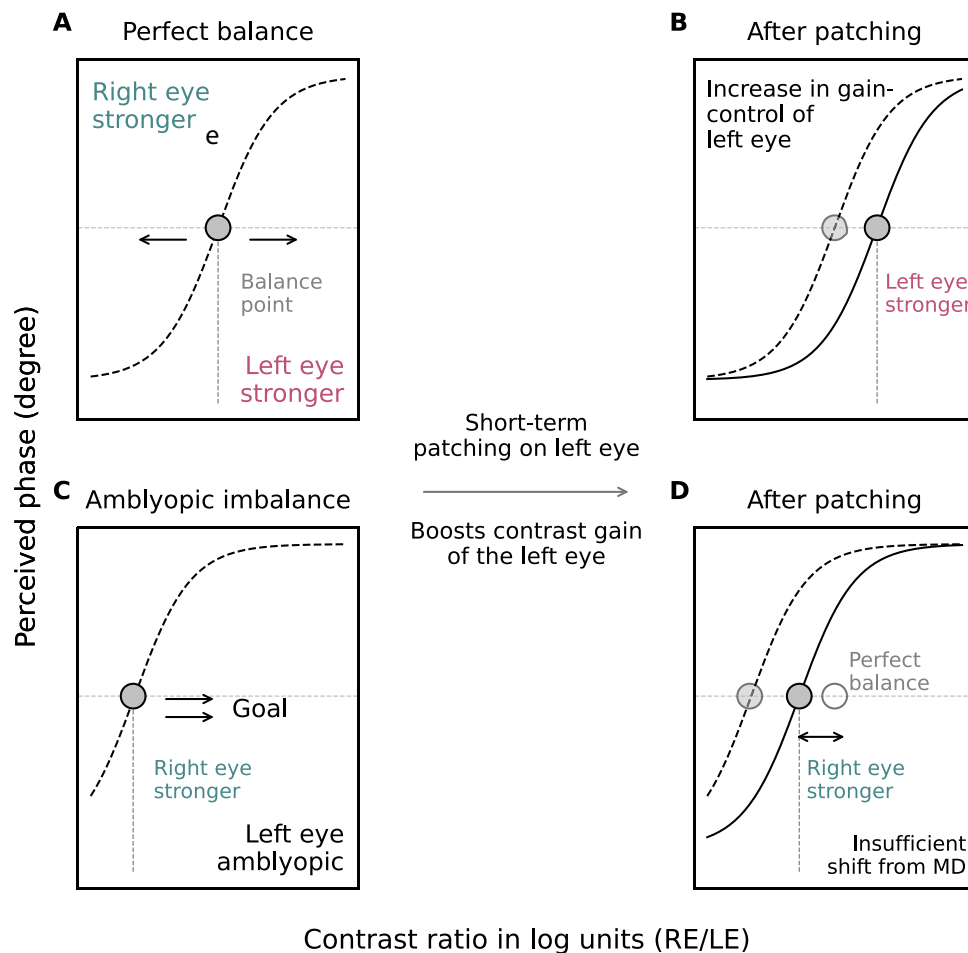 A
Perfect balance
Right eye
stronger
e
Balance
point
Left eye
stronger
B
After patching
Increase in gain-
control of
left eye
Left eye
stronger
Short-term
patching on left eye
Boosts contrast gain
of the left eye
C
Amblyopic imbalance
Goal
Right eye
stronger
Left eye
amblyopic
D
After patching
Perfect
balance
Right eye
stronger
Insufficient
shift from MD
Perceived phase (degree)
Contrast ratio in log units (RE/LE)